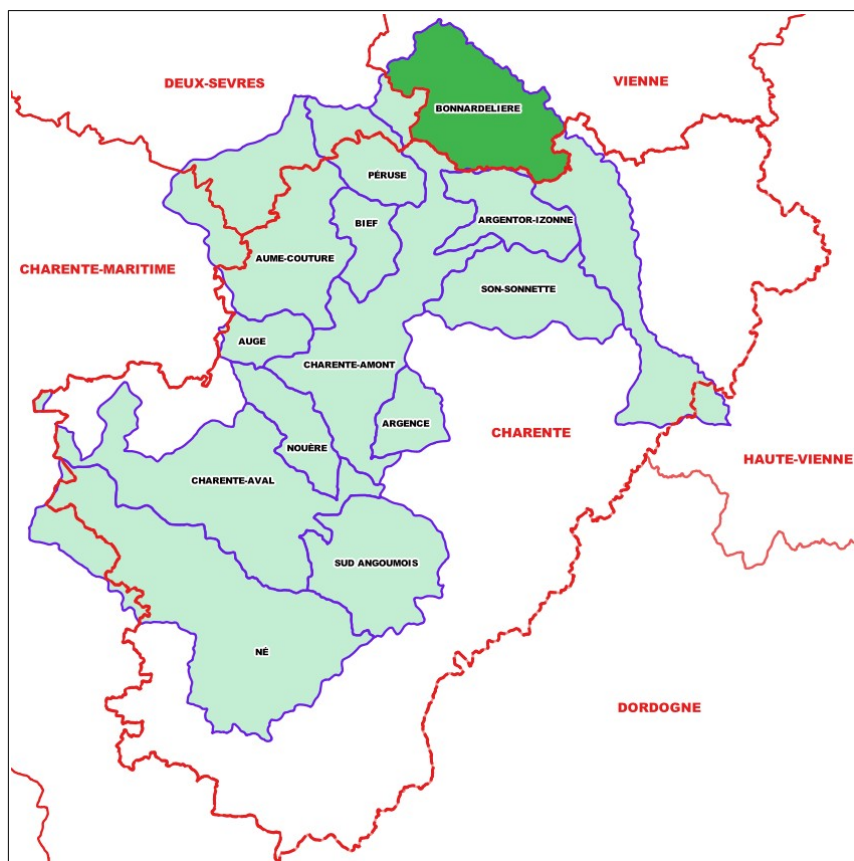 DEUX-SEVRES
VIENNE
BONNARDELIERE
PÉRUSE
BIEF
ARGENTOR-IZONNE
AUME-COUTURE
CHARENTE-MARITIME
SON-SONNETTE
AUGE
CHARENTE-AMONT
ARGENCE
CHARENTE
NOUÈRE
HAUTE-VIENNE
CHARENTE-AVAL
SUD ANGOUMOIS
NÉ
DORDOGNE